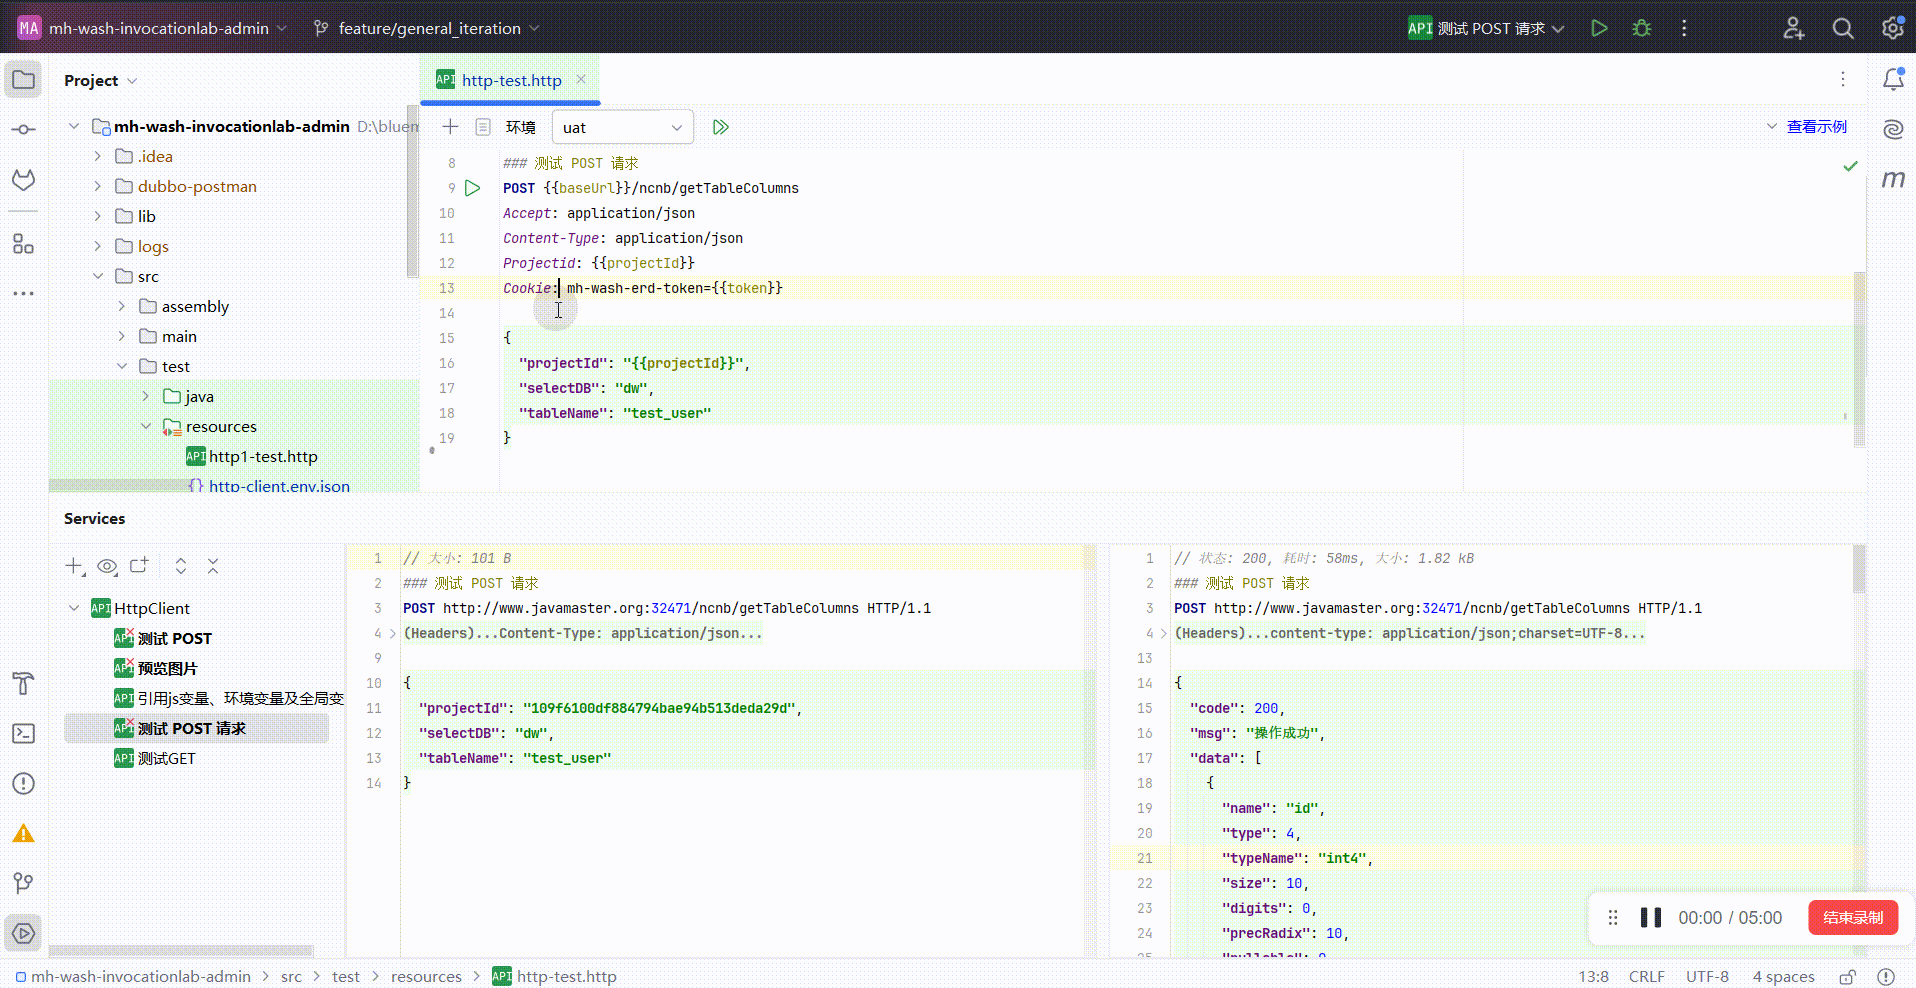 MA mh-wash-invocationlab-admin feature/general_iteration API 测试 POST 请求
Project
API http-test.http
mh-wash-invocationlab-admin D:\bluem
.idea
dubbo-postman
lib
logs
src
assembly
main
test
java
resources
API http1-test.http
{} http-client.env.json
环境 uat 查看示例
8 ### 测试 POST 请求
9 POST {{baseUrl}}/ncnb/getTableColumns
10 Accept: application/json
11 Content-Type: application/json
12 Projectid: {{projectId}}
13 Cookie: mh-wash-erd-token={{token}}
14
15 {
16 "projectId": "{{projectId}}",
17 "selectDB": "dw",
18 "tableName": "test_user"
19 }
m
Services
API HttpClient
API 测试 POST
API 预览图片
API 引用js变量、环境变量及全局变
API 测试 POST 请求
API 测试GET
1 // 大小: 101 B
2 ### 测试 POST 请求
3 POST http://www.javamaster.org:32471/ncnb/getTableColumns HTTP/1.1
4 (Headers)...Content-Type: application/json...
9
10 {
11 "projectId": "109f6100df884794bae94b513deda29d",
12 "selectDB": "dw",
13 "tableName": "test_user"
14 }
1 // 状态: 200, 耗时: 58ms, 大小: 1.82 kB
2 ### 测试 POST 请求
3 POST http://www.javamaster.org:32471/ncnb/getTableColumns HTTP/1.1
4 (Headers)...content-type: application/json;charset=UTF-8...
13
14 {
15 "code": 200,
16 "msg": "操作成功",
17 "data": [
18 {
19 "name": "id",
20 "type": 4,
21 "typeName": "int4",
22 "size": 10,
23 "digits": 0,
24 "precRadix": 10,
00:00 / 05:00 结束录制
mh-wash-invocationlab-admin > src > test > resources > API http-test.http 13:8 CRLF UTF-8 4 spaces